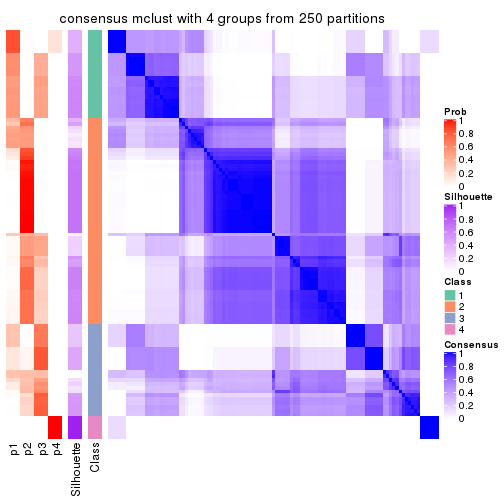 consensus mclust with 4 groups from 250 partitions
p1
p2
p3
p4
Silhouette
Class
Prob
1
0.8
0.6
0.4
0.2
0
Silhouette
1
0.8
0.6
0.4
0.2
0
Class
1
2
3
4
Consensus
1
0.8
0.6
0.4
0.2
0